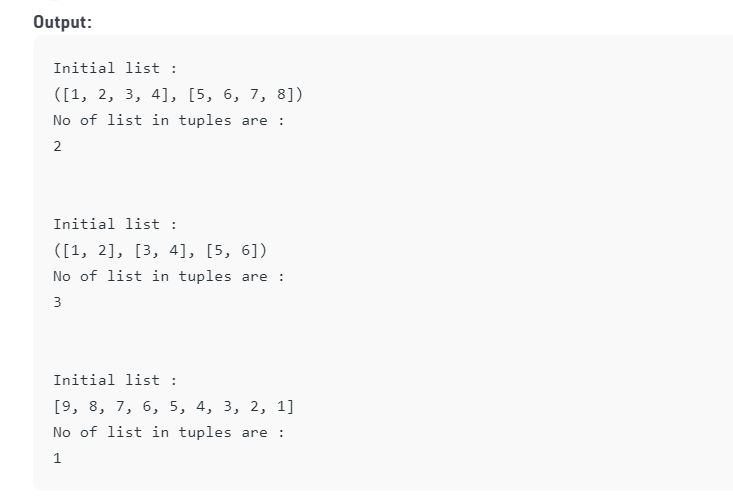 Output:
Initial list :
([1, 2, 3, 4], [5, 6, 7, 8])
No of list in tuples are :
2
Initial list :
([1, 2], [3, 4], [5, 6])
No of list in tuples are :
3
Initial list :
[9, 8, 7, 6, 5, 4, 3, 2, 1]
No of list in tuples are :
1